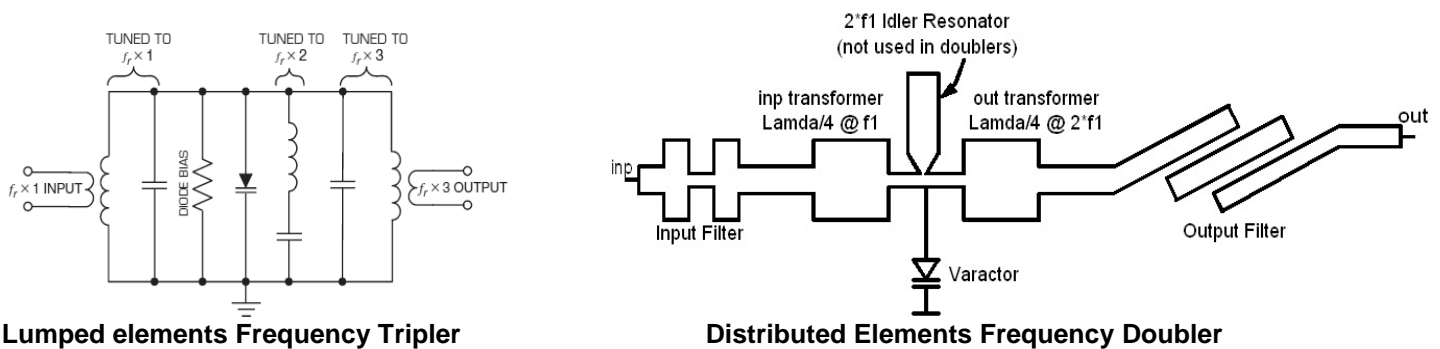 TUNED TO
fr × 1
TUNED TO
fr × 2
TUNED TO
fr × 3
fr × 1 INPUT
DIODE BIAS
fr × 3 OUTPUT
Lumped elements Frequency Tripler
2*f1 Idler Resonator
(not used in doublers)
inp transformer
Lamda/4 @ f1
out transformer
Lamda/4 @ 2*f1
inp
out
Input Filter
Output Filter
Varactor
Distributed Elements Frequency Doubler